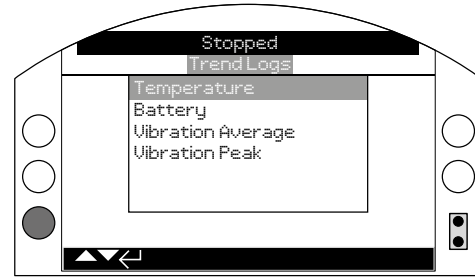 Stopped
Trend Logs
Temperature
Battery
Vibration Average
Vibration Peak